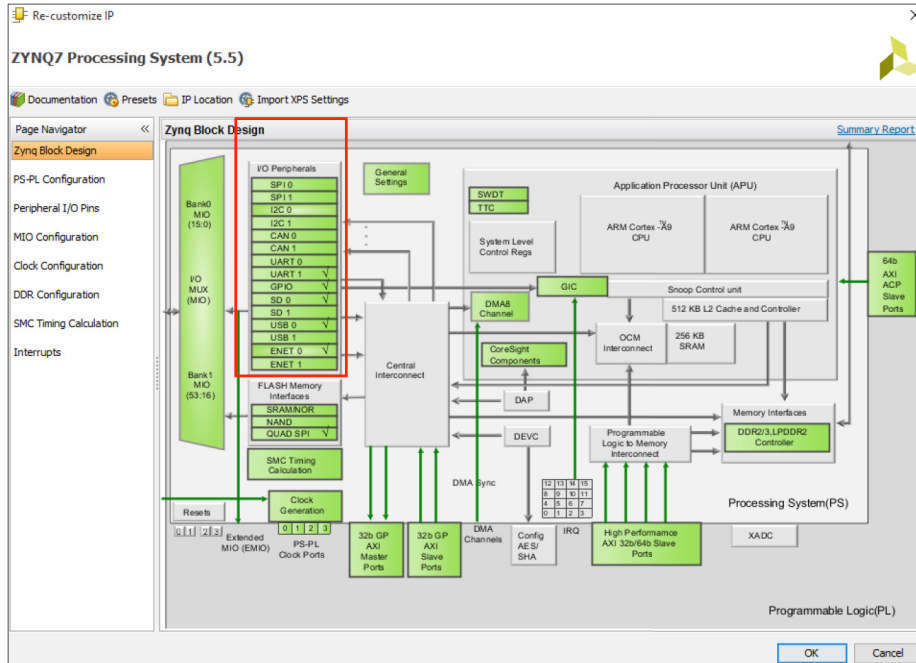 Re-customize IP
ZYNQ7 Processing System (5.5)
Documentation Presets IP Location Import XPS Settings
Page Navigator «
Zynq Block Design
PS-PL Configuration
Peripheral I/O Pins
MIO Configuration
Clock Configuration
DDR Configuration
SMC Timing Calculation
Interrupts
Zynq Block Design
Summary Report
Bank0
MIO
(15:0)
I/O
MUX
(MIO)
Bank1
MIO
(53:16)
I/O Peripherals
SPI 0
SPI 1
I2C 0
I2C 1
CAN 0
CAN 1
UART 0
UART 1 √
GPIO √
SD 0 √
SD 1
USB 0 √
USB 1
ENET 0 √
ENET 1
FLASH Memory
Interfaces
SRAM/NOR
NAND
QUAD SPI √
SMC Timing
Calculation
Clock
Generation
Resets
0 1 2 3
Extended
MIO (EMIO)
0 1 2 3
PS-PL
Clock Ports
General
Settings
Central
Interconnect
32b GP
AXI
Master
Ports
32b GP
AXI
Slave
Ports
Application Processor Unit (APU)
SWDT
TTC
System Level
Control Regs
ARM Cortex -A9
CPU
ARM Cortex -A9
CPU
GIC
Snoop Control unit
512 KB L2 Cache and Controller
DMA8
Channel
CoreSight
Components
OCM
Interconnect
256 KB
SRAM
DAP
DEVC
Programmable
Logic to Memory
Interconnect
Memory Interfaces
DDR2/3,LPDDR2
Controller
64b
AXI
ACP
Slave
Ports
DMA Sync
12 13 14 15
8 9 10 11
4 5 6 7
0 1 2 3
DMA
Channels
Config
AES/
SHA
IRQ
High Performance
AXI 32b/64b Slave
Ports
Processing System(PS)
XADC
Programmable Logic(PL)
OK Cancel